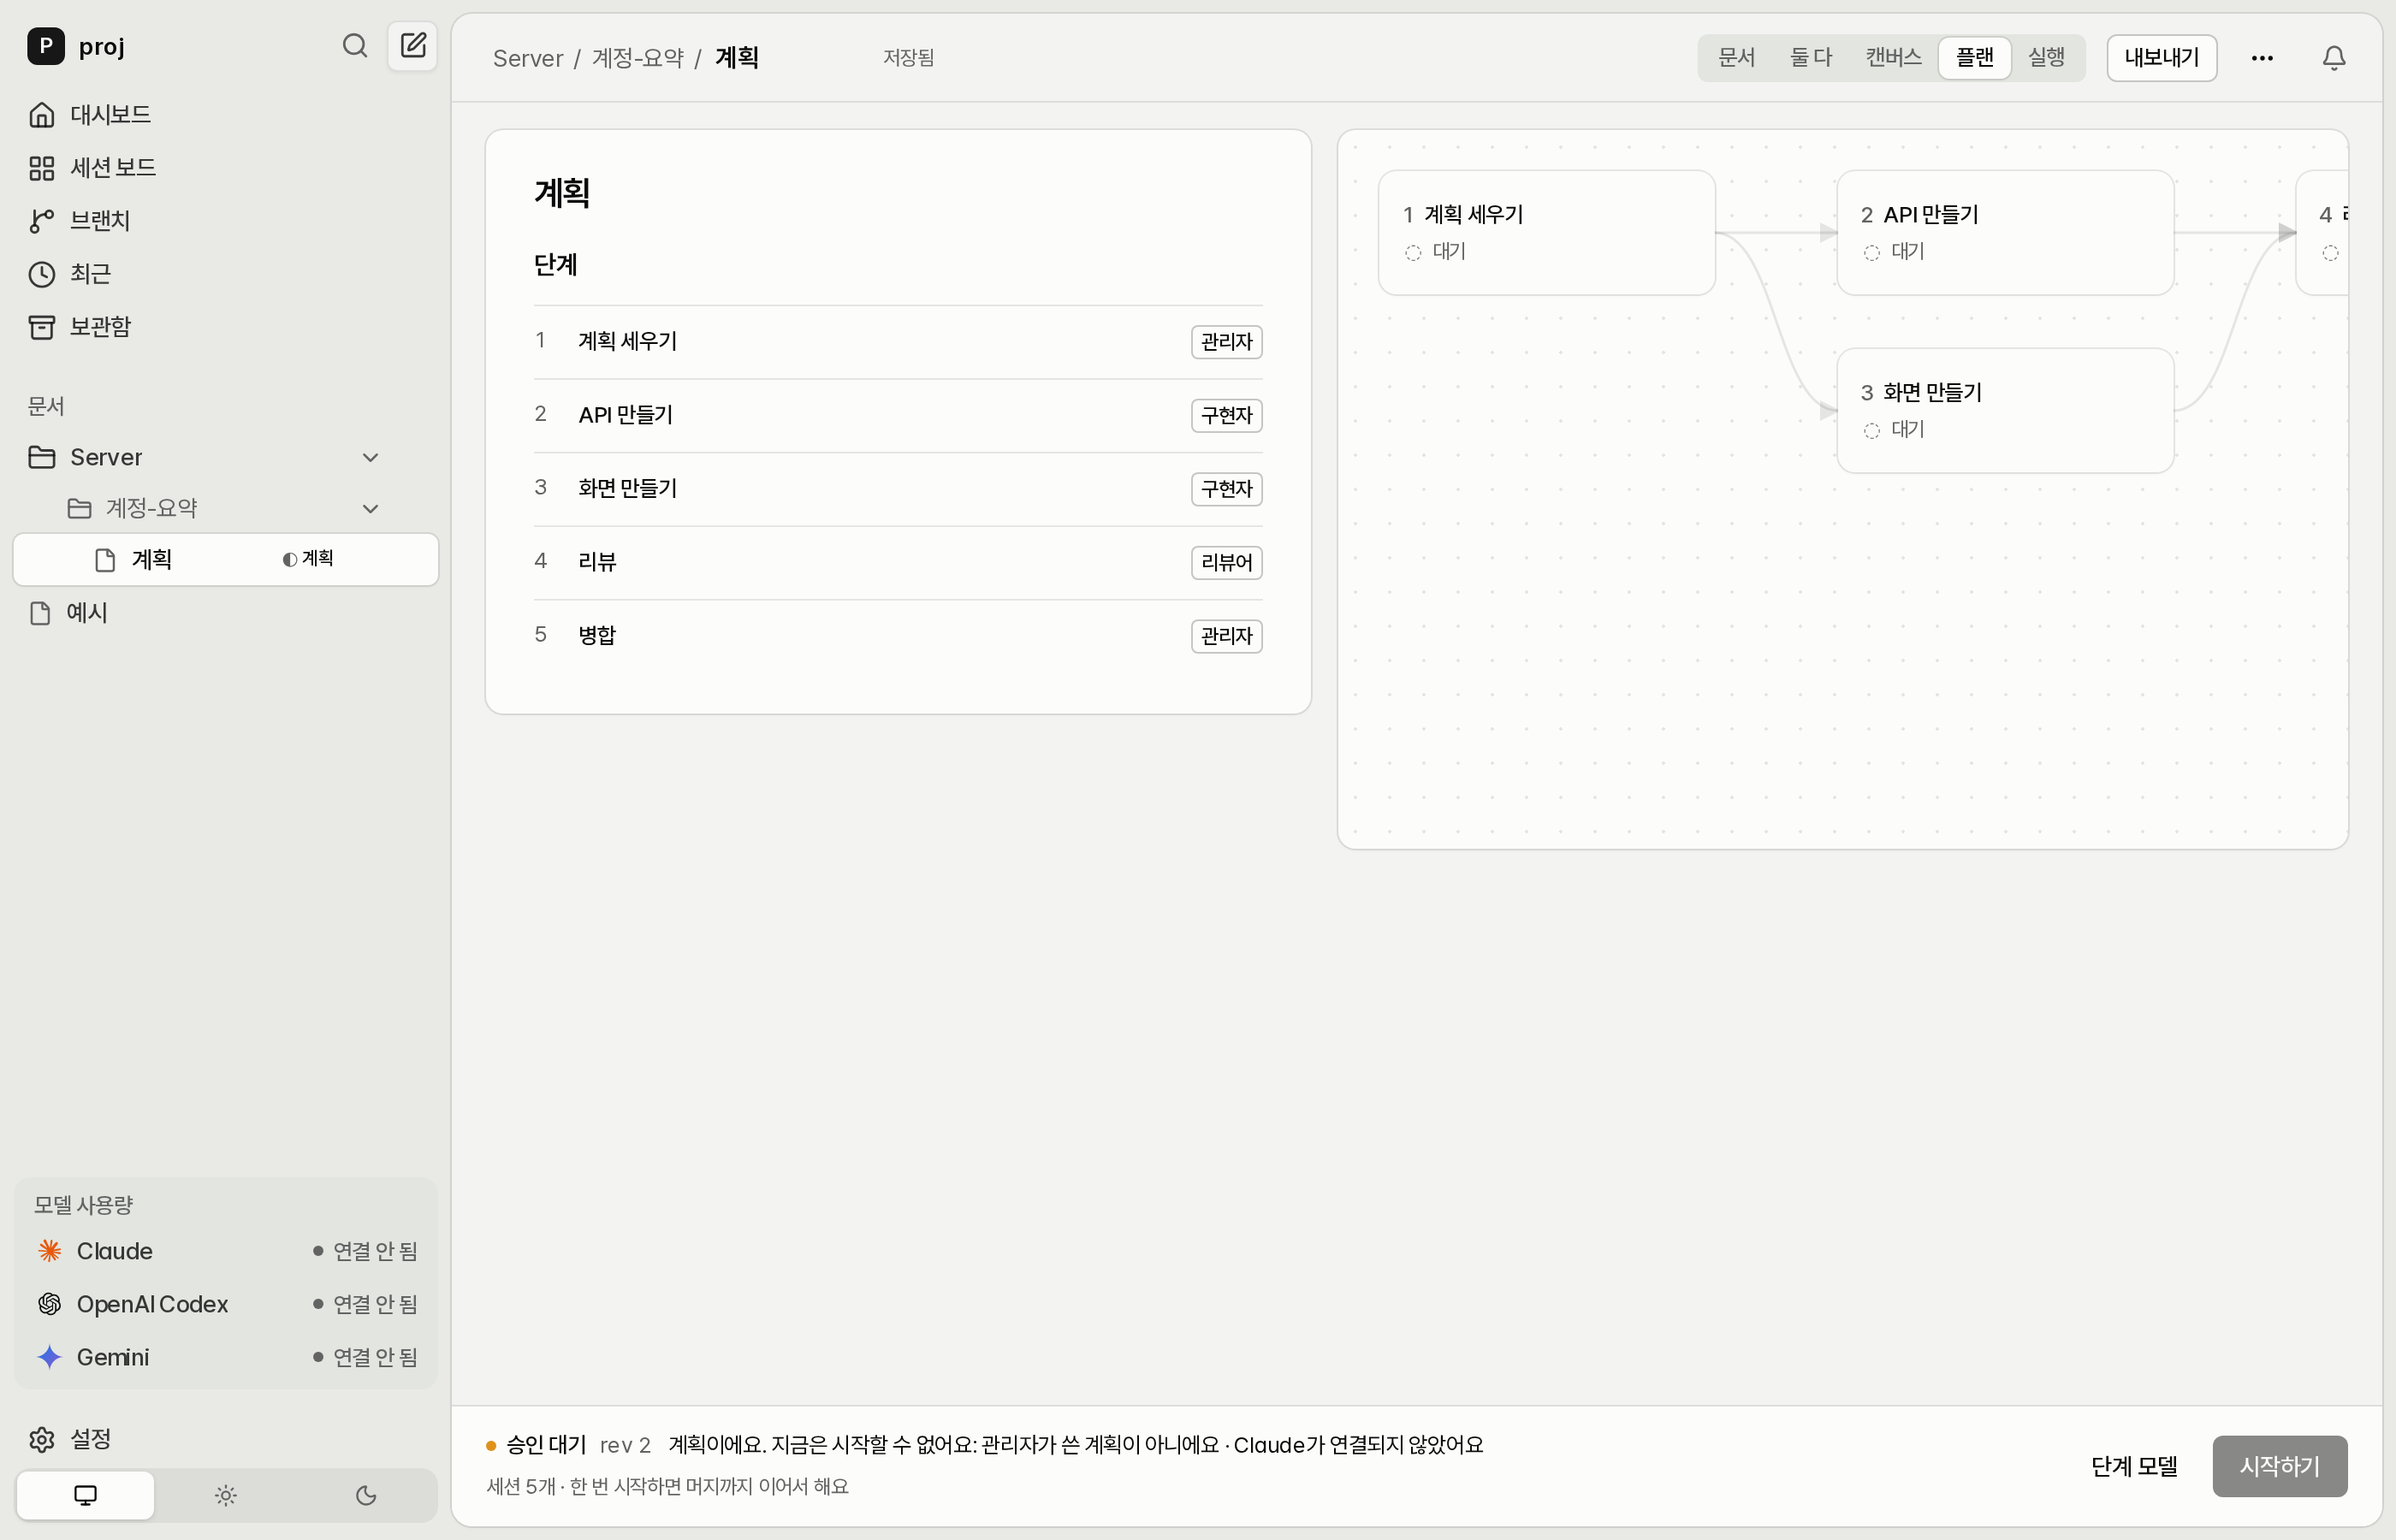 P proj
대시보드
세션 보드
브랜치
최근
보관함
문서
Server
계정-요약
계획 계획
예시
모델 사용량
Claude 연결 안 됨
OpenAI Codex 연결 안 됨
Gemini 연결 안 됨
설정
Server / 계정-요약 / 계획 저장됨
문서 둘 다 캔버스 플랜 실행 내보내기
계획
단계
1 계획 세우기 관리자
2 API 만들기 구현자
3 화면 만들기 구현자
4 리뷰 리뷰어
5 병합 관리자
1 계획 세우기
대기
2 API 만들기
대기
4
3 화면 만들기
대기
승인 대기 rev 2 계획이에요. 지금은 시작할 수 없어요: 관리자가 쓴 계획이 아니에요 · Claude가 연결되지 않았어요
세션 5개 · 한 번 시작하면 머지까지 이어서 해요
단계 모델 시작하기